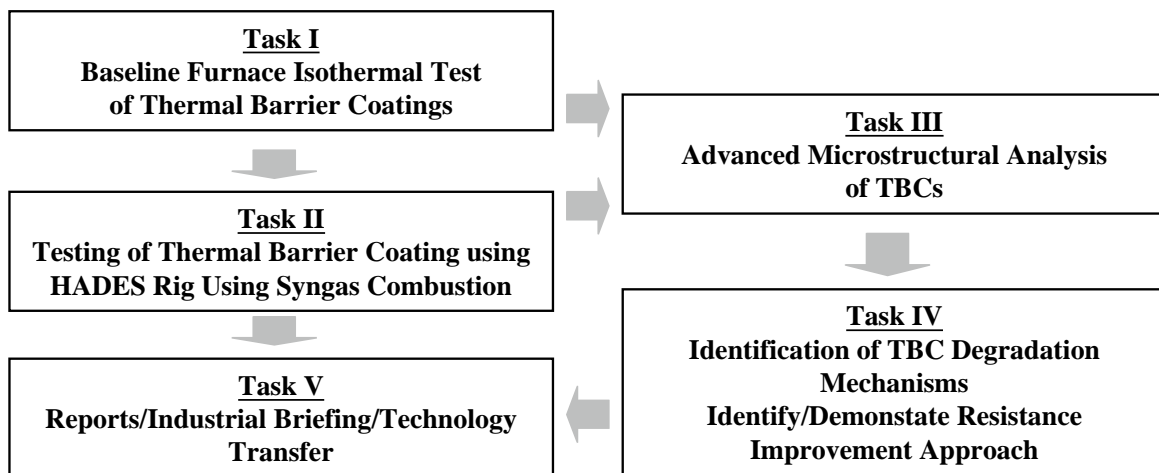 Task I
Baseline Furnace Isothermal Test
of Thermal Barrier Coatings
Task II
Testing of Thermal Barrier Coating using
HADES Rig Using Syngas Combustion
Task III
Advanced Microstructural Analysis
of TBCs
Task IV
Identification of TBC Degradation
Mechanisms
Identify/Demonstate Resistance
Improvement Approach
Task V
Reports/Industrial Briefing/Technology
Transfer